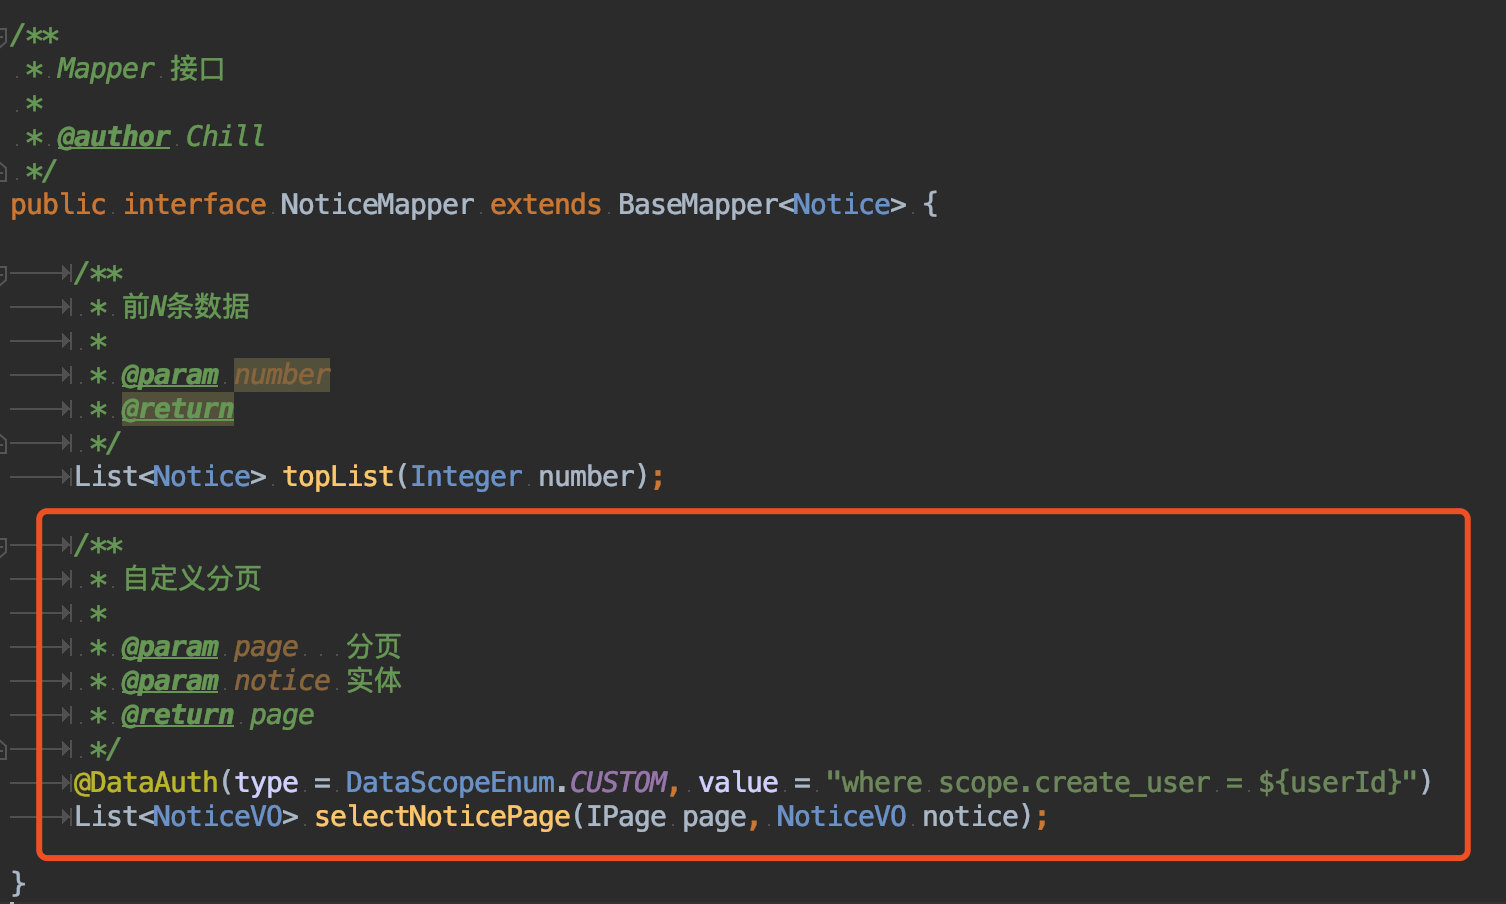 /**
 * Mapper 接口
 *
 * @author Chill
 */
public interface NoticeMapper extends BaseMapper<Notice> {
/**
 * 前N条数据
 *
 * @param number
 * @return
 */
List<Notice> topList(Integer number);
/**
 * 自定义分页
 *
 * @param page   分页
 * @param notice 实体
 * @return page
 */
@DataAuth(type = DataScopeEnum.CUSTOM, value = "where scope.create_user = ${userId}")
List<NoticeVO> selectNoticePage(IPage page, NoticeVO notice);
}